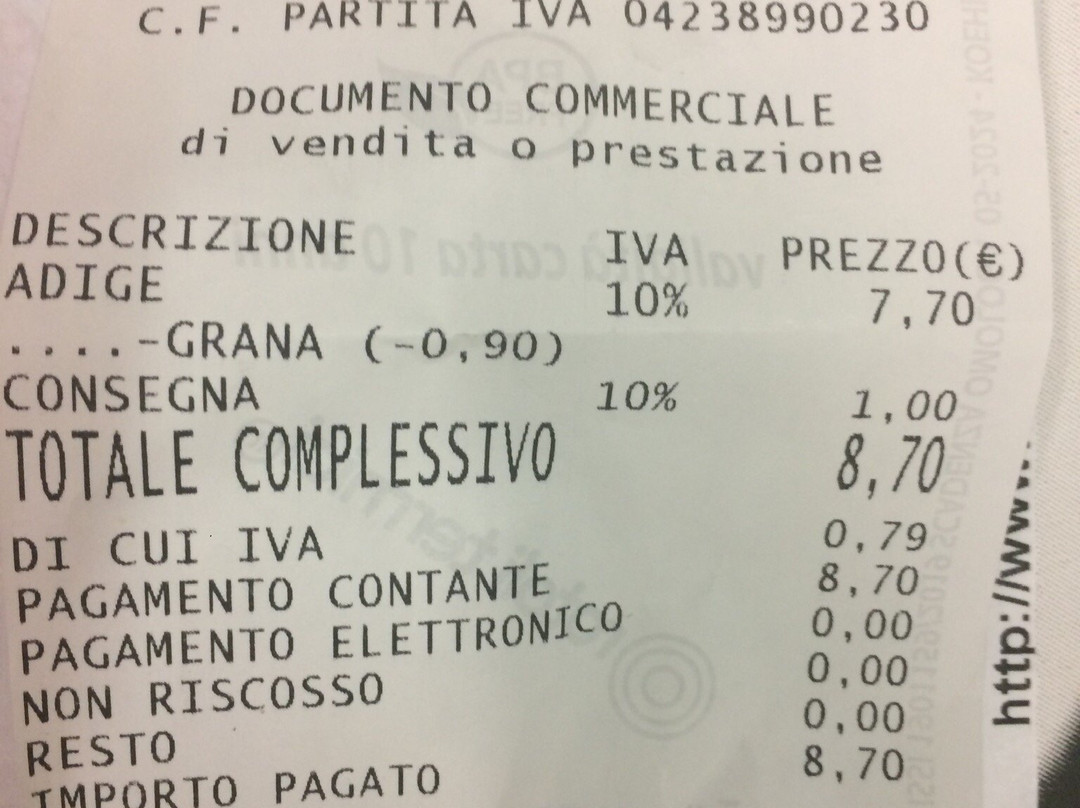 C.F. PARTITA IVA 04238990230
DOCUMENTO COMMERCIALE
di vendita o prestazione
DESCRIZIONE IVA PREZZO(€)
ADIGE 10% 7,70
....-GRANA (-0,90)
CONSEGNA 10% 1,00
TOTALE COMPLESSIVO 8,70
DI CUI IVA 0,79
PAGAMENTO CONTANTE 8,70
PAGAMENTO ELETTRONICO 0,00
NON RISCOSSO 0,00
RESTO 0,00
IMPORTO PAGATO 8,70
http://www.